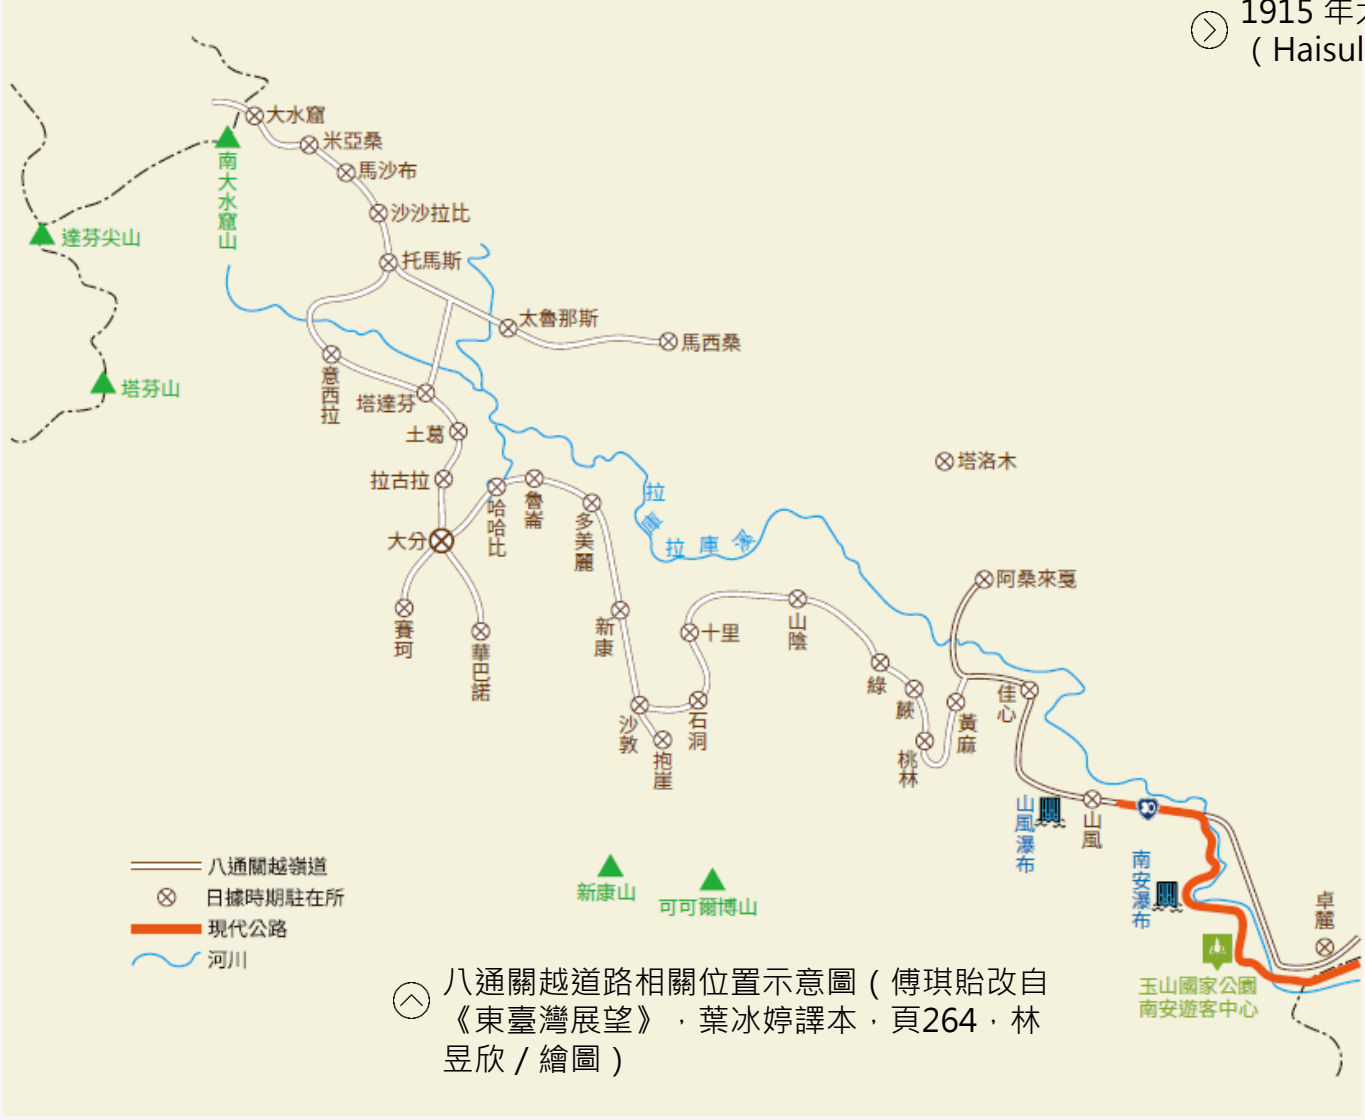 1915 年
( Haisul
大水窟
米亞桑
馬沙布
南大水窟山
沙沙拉比
達芬尖山
托馬斯
太魯那斯
馬西桑
意西拉
塔芬山
塔達芬
土葛
塔洛木
拉古拉
拉庫拉庫溪
哈哈比
魯崙
多美麗
大分
阿桑來戛
賽珂
華巴諾
新康
十里
山陰
綠
蕨
佳心
石洞
沙敦
黃麻
抱崖
桃林
山風瀑布
30
山風
南安瀑布
新康山
可可爾博山
卓麓
八通關越嶺道
日據時期駐在所
現代公路
河川
玉山國家公園
南安遊客中心
八通關越道路相關位置示意圖（傅琪貽改自
《東臺灣展望》，葉冰婷譯本，頁264，林
昱欣 / 繪圖）